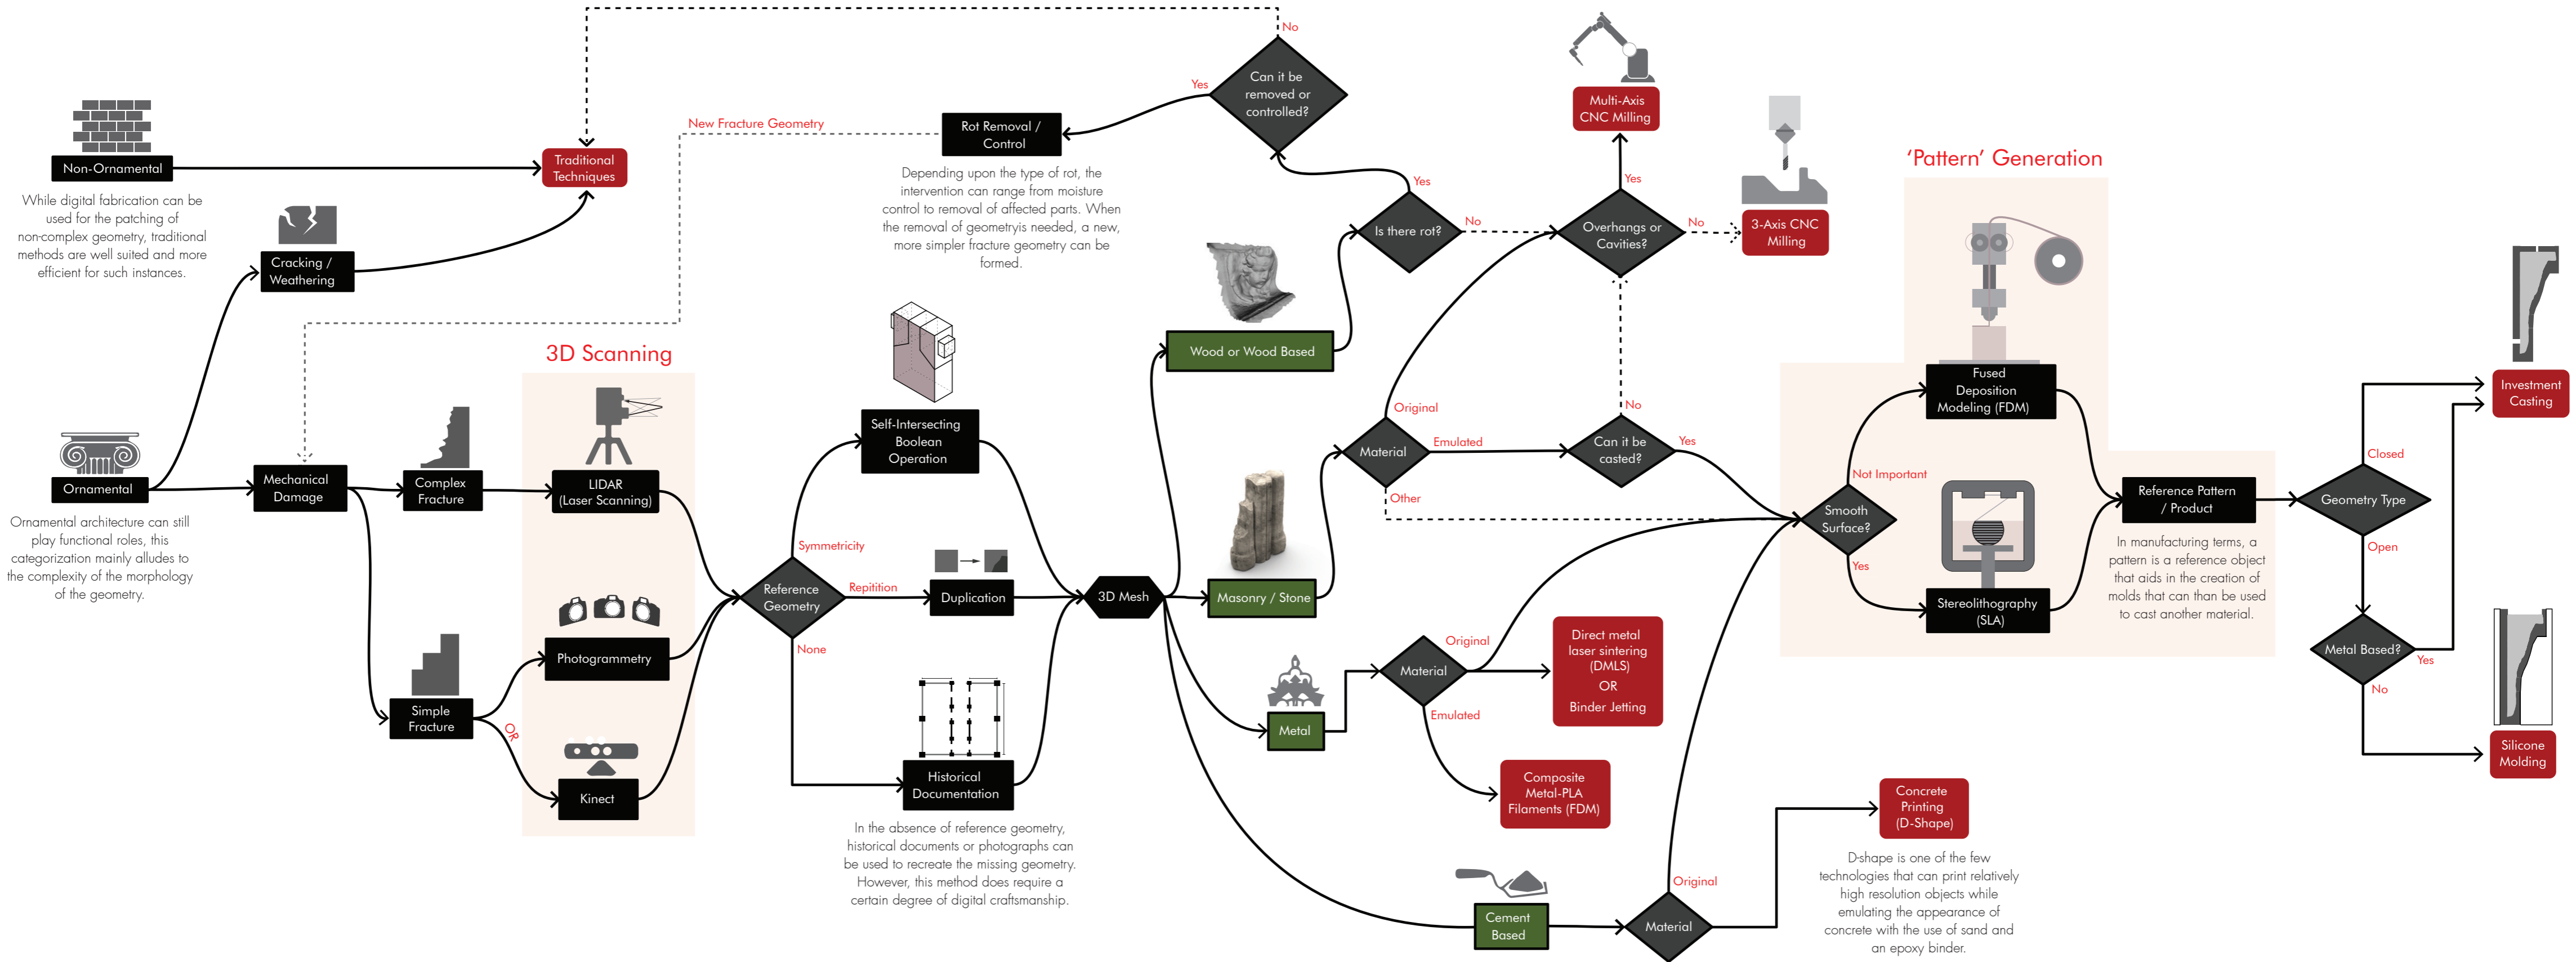 Non-Ornamental
While digital fabrication can be
used for the patching of
non-complex geometry, traditional
methods are well suited and more
efficient for such instances.
Cracking /
Weathering
Traditional
Techniques
Ornamental
Ornamental architecture can still
play functional roles, this
categorization mainly alludes to
the complexity of the morphology
of the geometry.
Mechanical
Damage
Complex
Fracture
Simple
Fracture
OR
3D Scanning
LIDAR
(Laser Scanning)
Photogrammetry
Kinect
New Fracture Geometry
Rot Removal /
Control
Depending upon the type of rot, the
intervention can range from moisture
control to removal of affected parts. When
the removal of geometryis needed, a new,
more simpler fracture geometry can be
formed.
Reference
Geometry
Symmetricity
Repitition
None
Self-Intersecting
Boolean
Operation
Duplication
Historical
Documentation
In the absence of reference geometry,
historical documents or photographs can
be used to recreate the missing geometry.
However, this method does require a
certain degree of digital craftsmanship.
3D Mesh
No
Can it be
removed or
controlled?
Yes
Wood or Wood Based
Is there rot?
Yes
No
Masonry / Stone
Material
Original
Emulated
Other
Metal
Material
Original
Emulated
Cement
Based
Material
Original
Multi-Axis
CNC Milling
Yes
Overhangs or
Cavities?
No
3-Axis CNC
Milling
No
Can it be
casted?
Yes
Direct metal
laser sintering
(DMLS)
OR
Binder Jetting
Composite
Metal-PLA
Filaments (FDM)
Concrete
Printing
(D-Shape)
D-shape is one of the few
technologies that can print relatively
high resolution objects while
emulating the appearance of
concrete with the use of sand and
an epoxy binder.
'Pattern' Generation
Fused
Deposition
Modeling (FDM)
Not Important
Smooth
Surface?
Yes
Stereolithography
(SLA)
Reference Pattern
/ Product
In manufacturing terms, a
pattern is a reference object
that aids in the creation of
molds that can than be used
to cast another material.
Geometry Type
Closed
Open
Metal Based?
Yes
No
Investment
Casting
Silicone
Molding